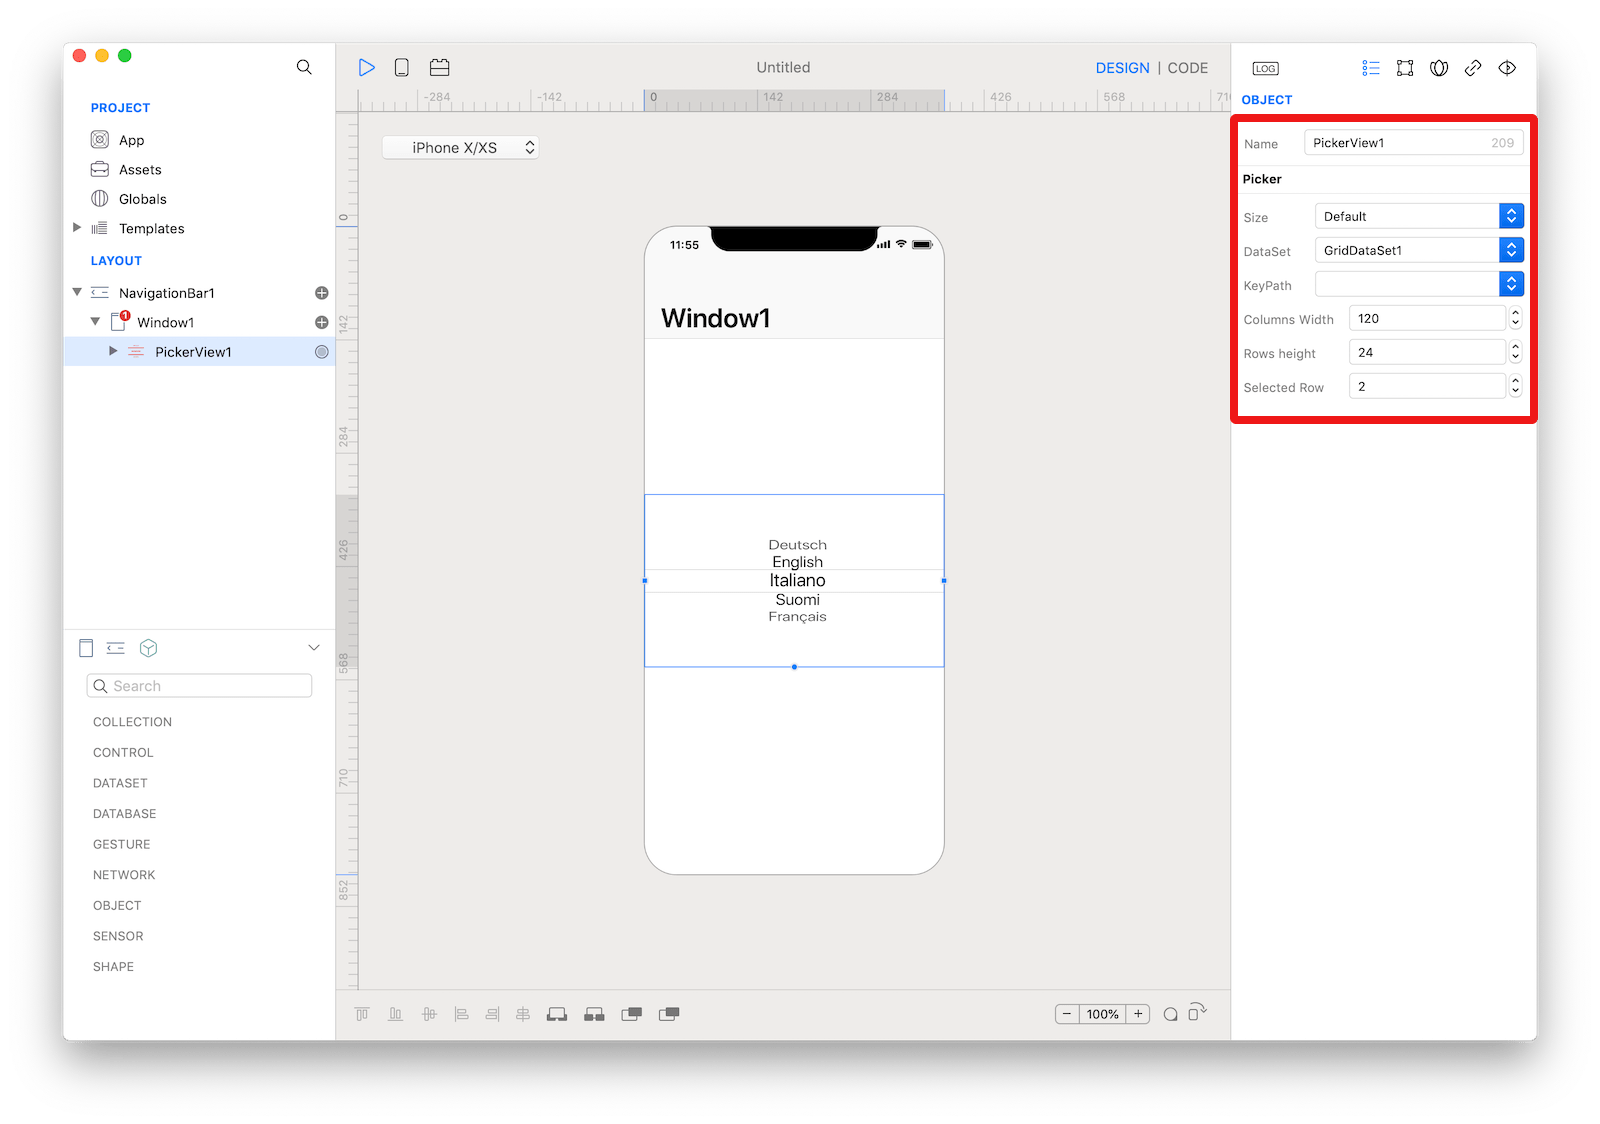 PROJECT
App
Assets
Globals
Templates
LAYOUT
NavigationBar1
1
Window1
PickerView1
Search
COLLECTION
CONTROL
DATASET
DATABASE
GESTURE
NETWORK
OBJECT
SENSOR
SHAPE
Untitled
DESIGN | CODE
-284 -142 0 142 284 426 568 710
0
142
284
426
568
710
852
iPhone X/XS
11:55
Window1
Deutsch
English
Italiano
Suomi
Français
100%
LOG
OBJECT
Name PickerView1 209
Picker
Size Default
DataSet GridDataSet1
KeyPath
Columns Width 120
Rows height 24
Selected Row 2